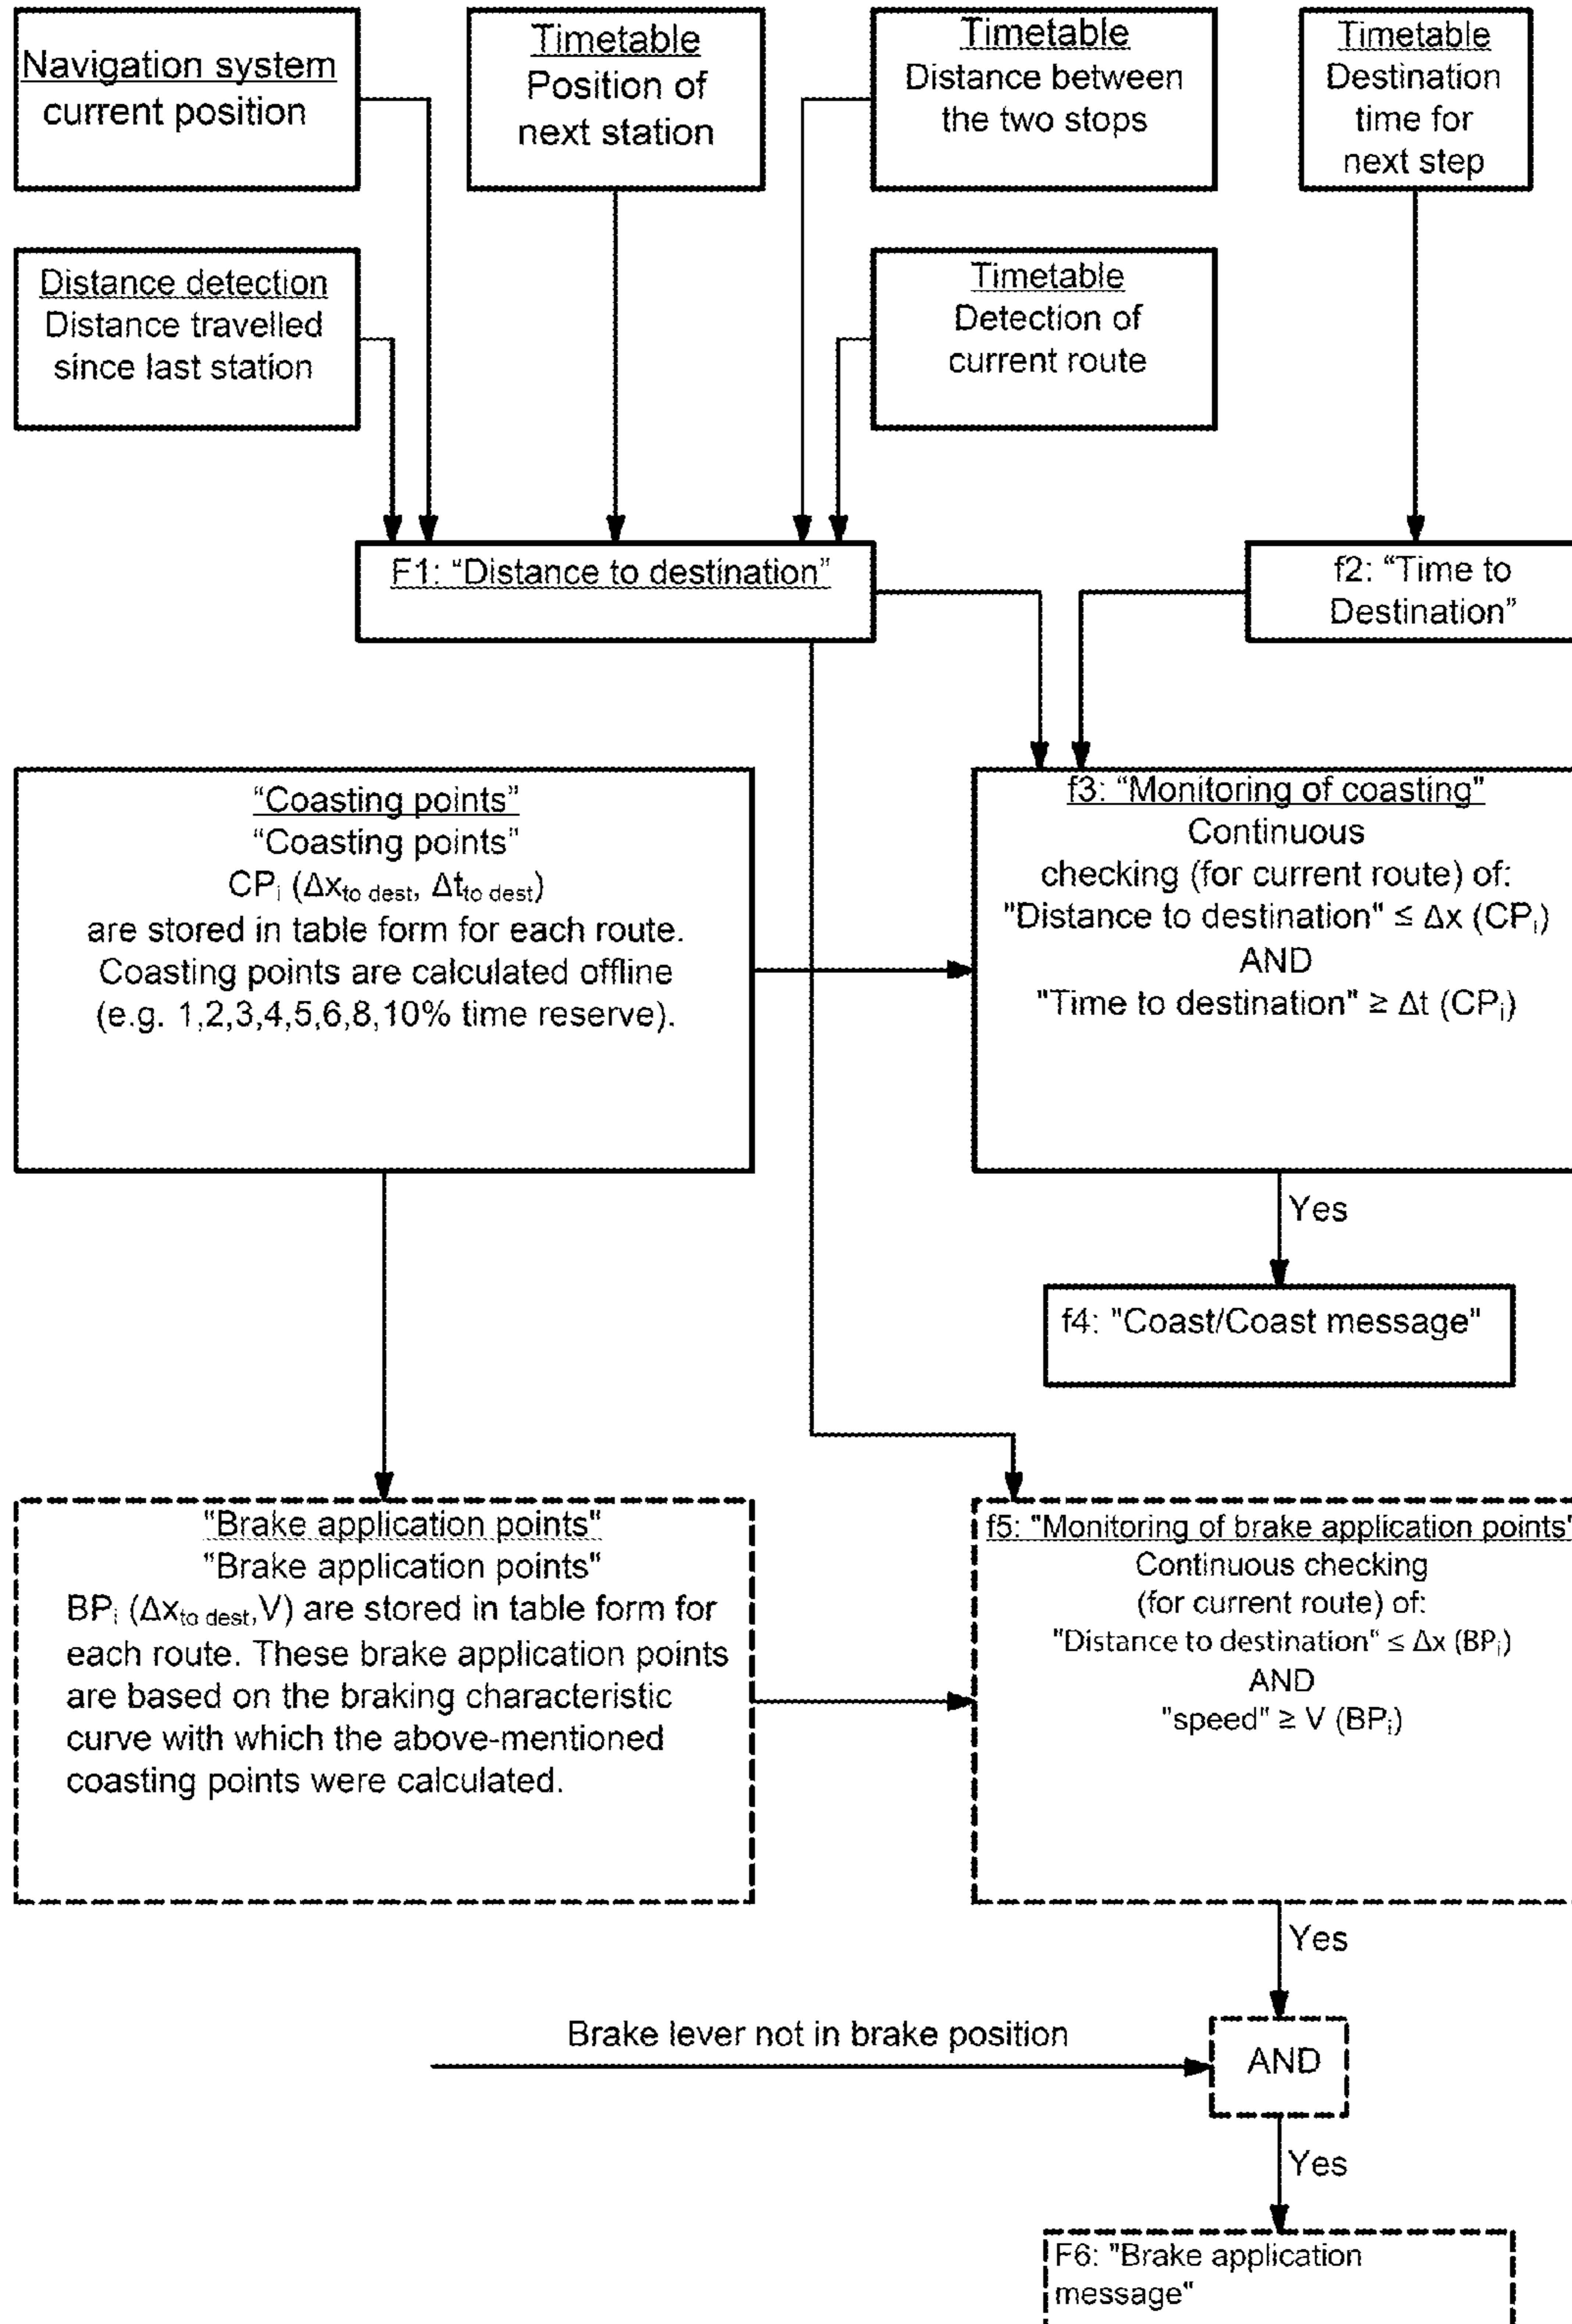 Navigation system
current position
Timetable
Position of
next station
Timetable
Distance between
the two stops
Timetable
Destination
time for
next step
Distance detection
Distance travelled
since last station
Timetable
Detection of
current route
F1: “Distance to destination”
f2: “Time to
Destination”
“Coasting points”
“Coasting points”
CPᵢ (Δx to dest, Δt to dest)
are stored in table form for each route.
Coasting points are calculated offline
(e.g. 1,2,3,4,5,6,8,10% time reserve).
f3: “Monitoring of coasting"
Continuous
checking (for current route) of:
"Distance to destination" ≤ Δx (CPᵢ)
AND
"Time to destination" ≥ Δt (CPᵢ)
Yes
f4: "Coast/Coast message"
"Brake application points"
"Brake application points"
BPᵢ (Δx to dest,V) are stored in table form for
each route. These brake application points
are based on the braking characteristic
curve with which the above-mentioned
coasting points were calculated.
f5: "Monitoring of brake application points"
Continuous checking
(for current route) of:
"Distance to destination" ≤ Δx (BPᵢ)
AND
"speed" ≥ V (BPᵢ)
Yes
Brake lever not in brake position
AND
Yes
F6: "Brake application
message"